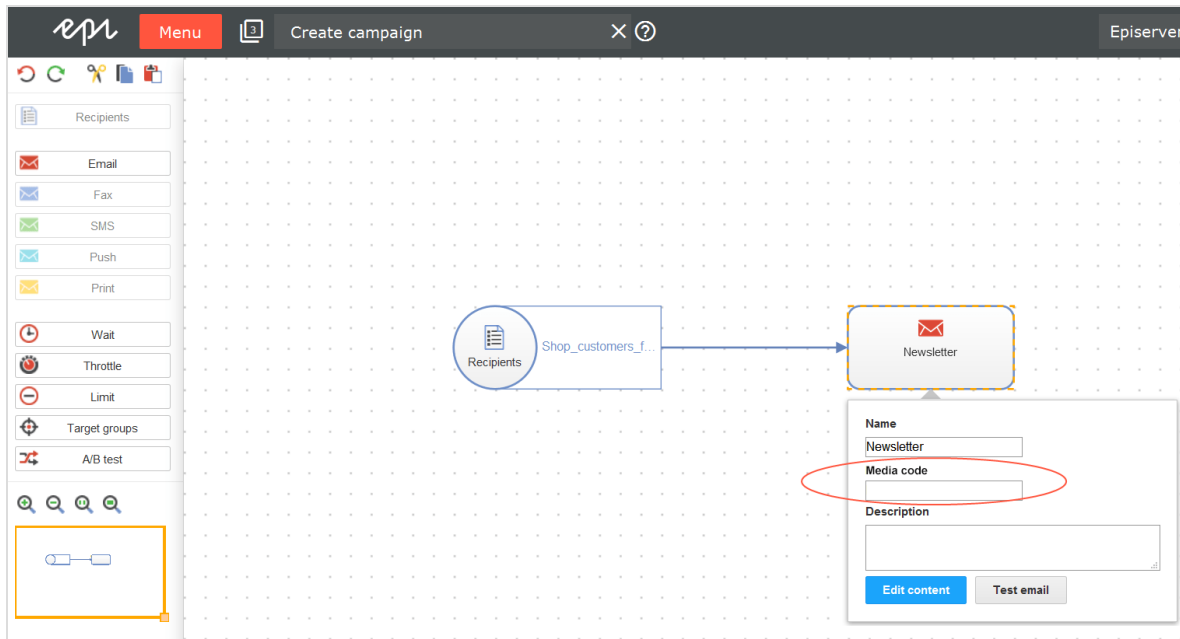 epi
Menu
3
Create campaign
?
Episerver
Recipients
Email
Fax
SMS
Push
Print
Wait
Throttle
Limit
Target groups
A/B test
Recipients
Shop_customers_f...
Newsletter
Name
Newsletter
Media code
Description
Edit content
Test email